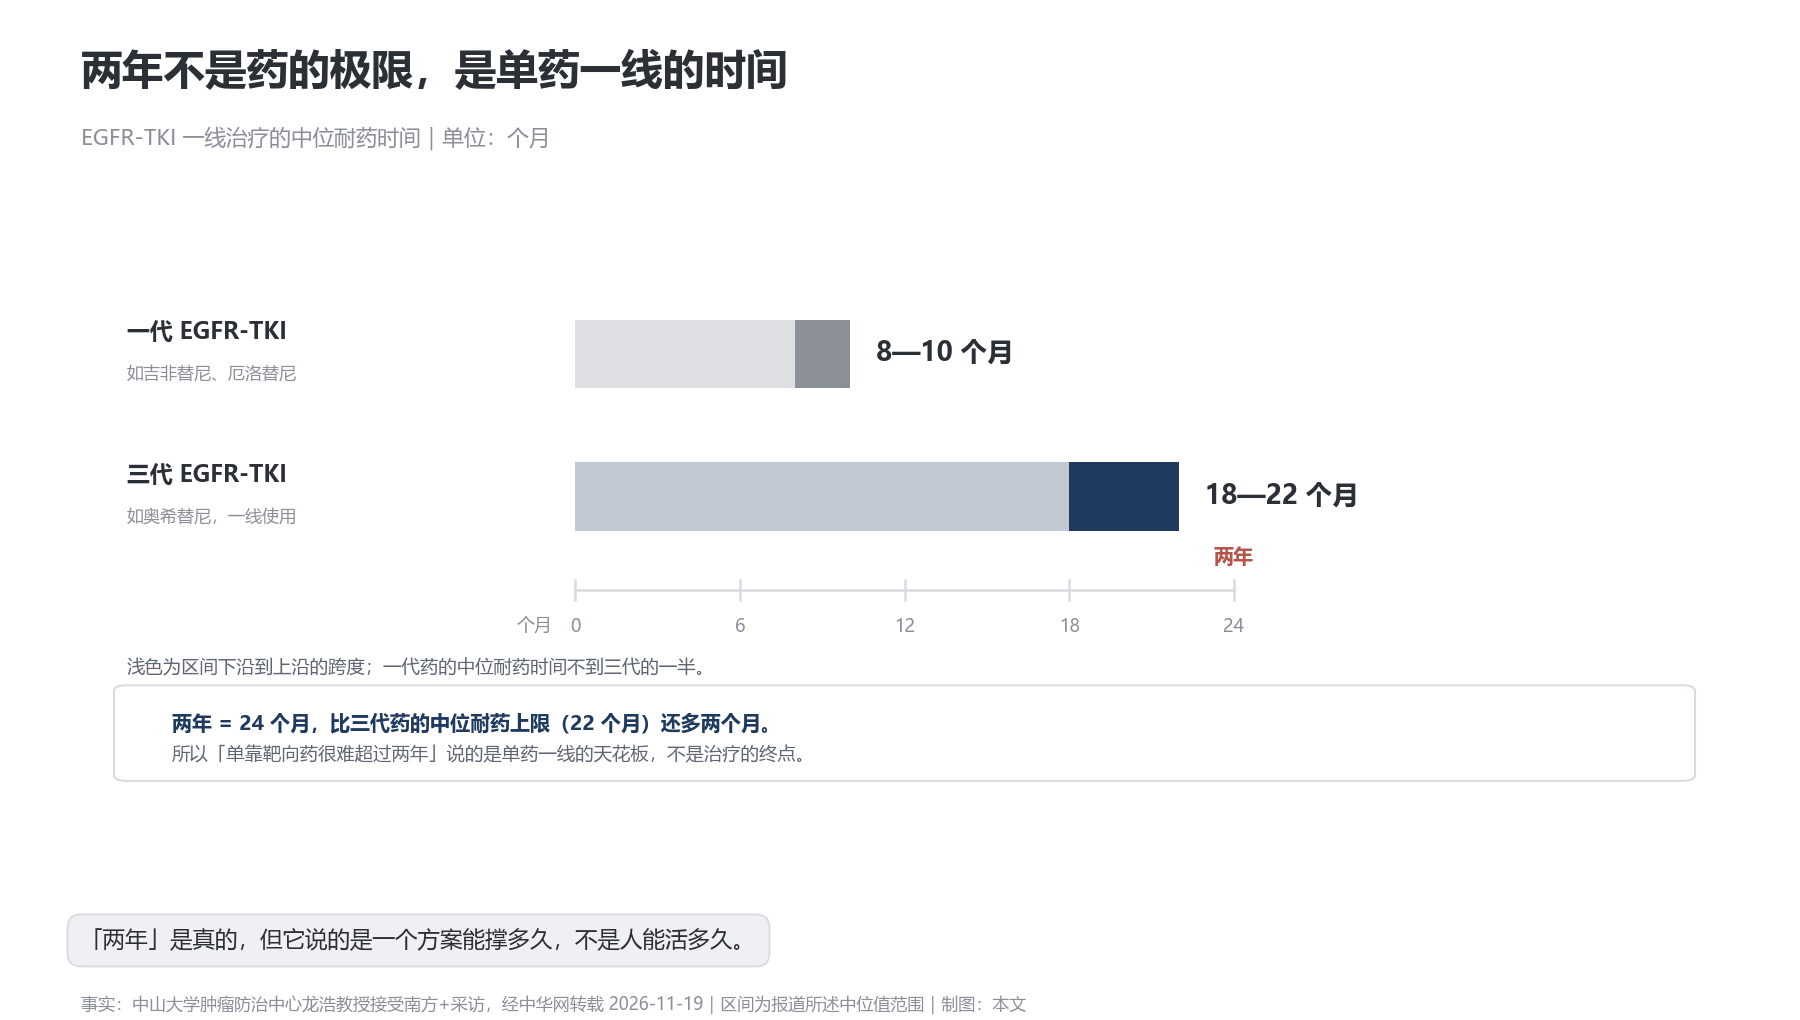 两年不是药的极限，是单药一线的时间
EGFR-TKI 一线治疗的中位耐药时间｜单位：个月
一代 EGFR-TKI
如吉非替尼、厄洛替尼
8—10 个月
三代 EGFR-TKI
如奥希替尼，一线使用
18—22 个月
两年
个月 0 6 12 18 24
浅色为区间下沿到上沿的跨度；一代药的中位耐药时间不到三代的一半。
两年 = 24 个月，比三代药的中位耐药上限（22 个月）还多两个月。
所以「单靠靶向药很难超过两年」说的是单药一线的天花板，不是治疗的终点。
「两年」是真的，但它说的是一个方案能撑多久，不是人能活多久。
事实：中山大学肿瘤防治中心龙浩教授接受南方+采访，经中华网转载 2026-11-19｜区间为报道所述中位值范围｜制图：本文